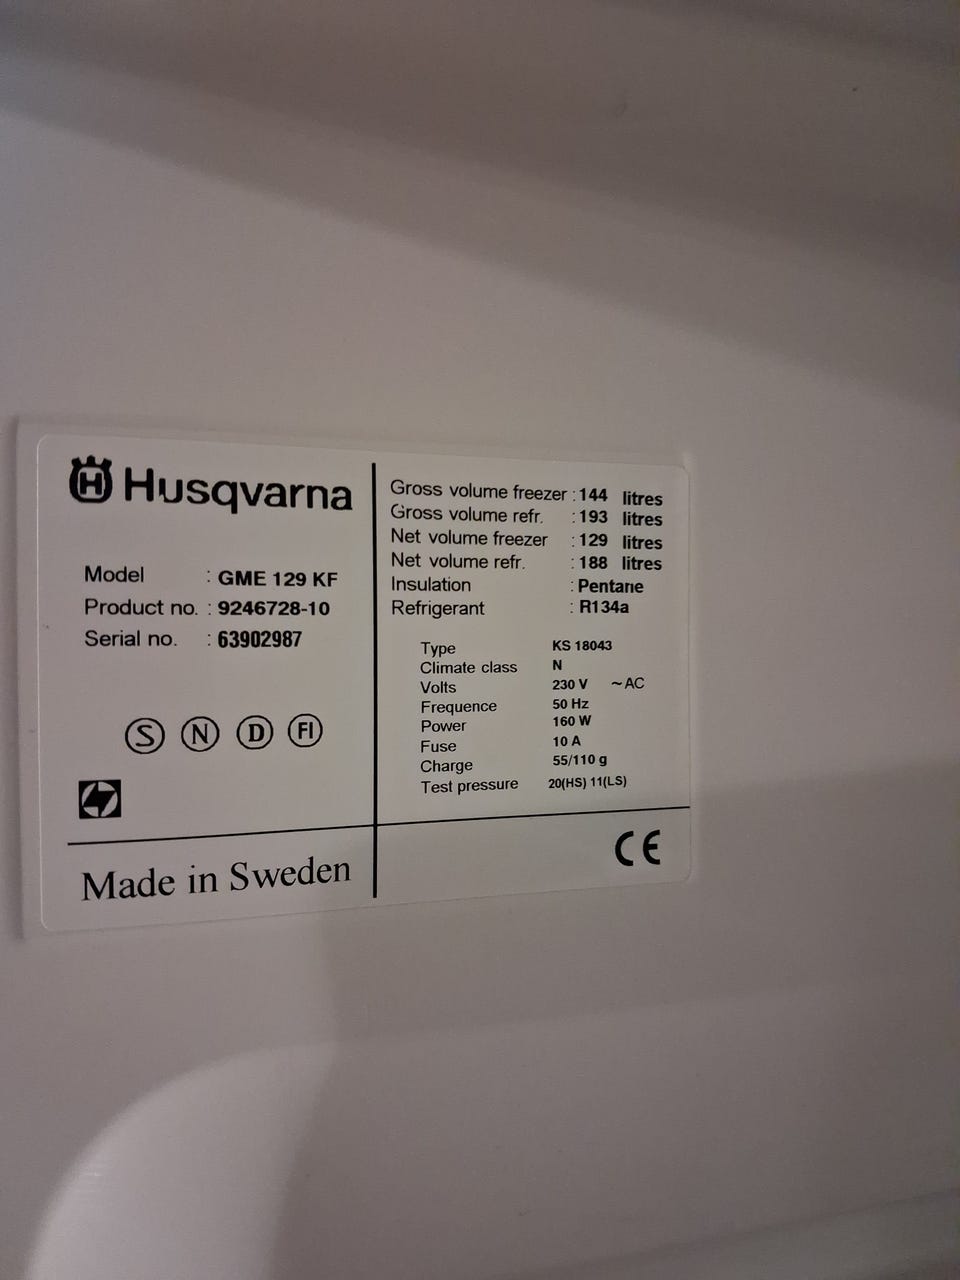 Husqvarna
Model : GME 129 KF
Product no. : 9246728-10
Serial no. : 63902987
S N D FI
Made in Sweden
Gross volume freezer : 144 litres
Gross volume refr. : 193 litres
Net volume freezer : 129 litres
Net volume refr. : 188 litres
Insulation : Pentane
Refrigerant : R134a
Type KS 18043
Climate class N
Volts 230 V ~AC
Frequence 50 Hz
Power 160 W
Fuse 10 A
Charge 55/110 g
Test pressure 20(HS) 11(LS)
CE